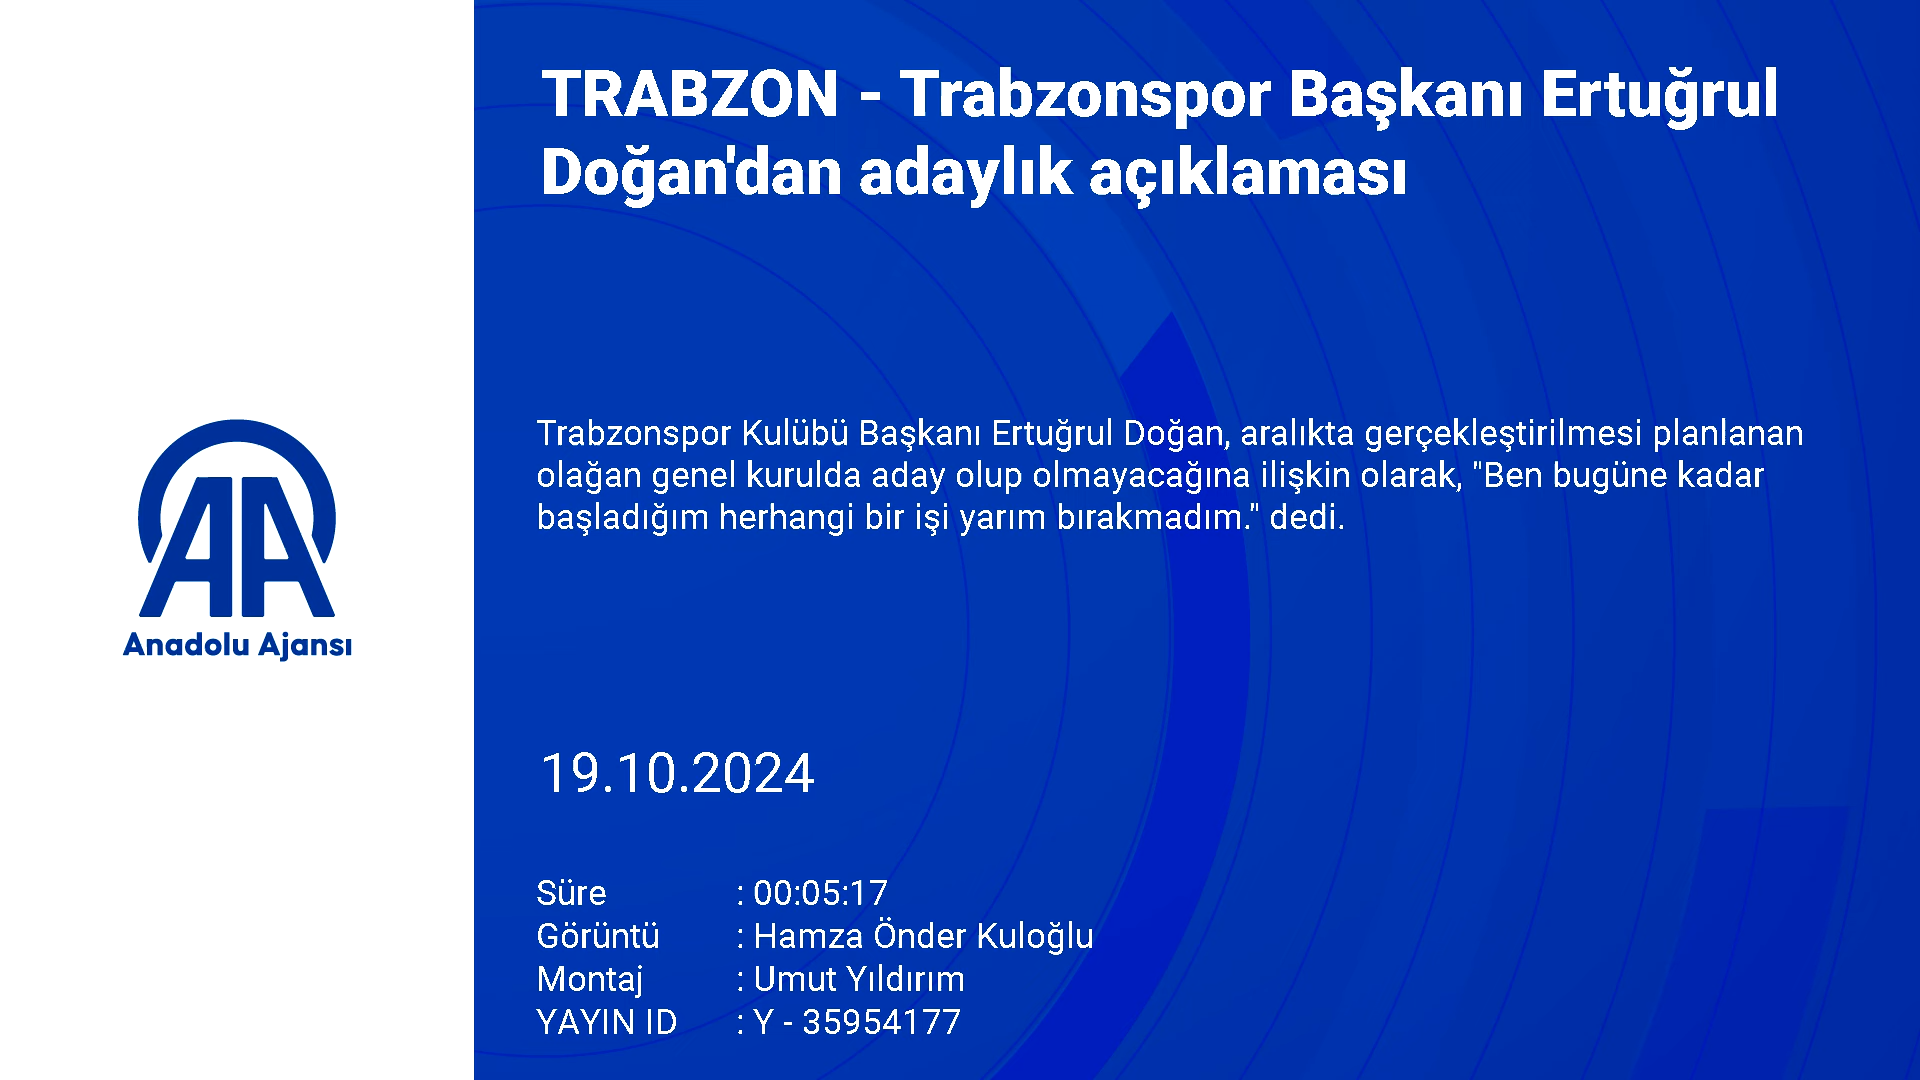 TRABZON - Trabzonspor Başkanı Ertuğrul
Doğan'dan adaylık açıklaması
Trabzonspor Kulübü Başkanı Ertuğrul Doğan, aralıkta gerçekleştirilmesi planlanan
olağan genel kurulda aday olup olmayacağına ilişkin olarak, "Ben bugüne kadar
başladığım herhangi bir işi yarım bırakmadım." dedi.
AA
Anadolu Ajansı
19.10.2024
Süre : 00:05:17
Görüntü : Hamza Önder Kuloğlu
Montaj : Umut Yıldırım
YAYIN ID : Y - 35954177